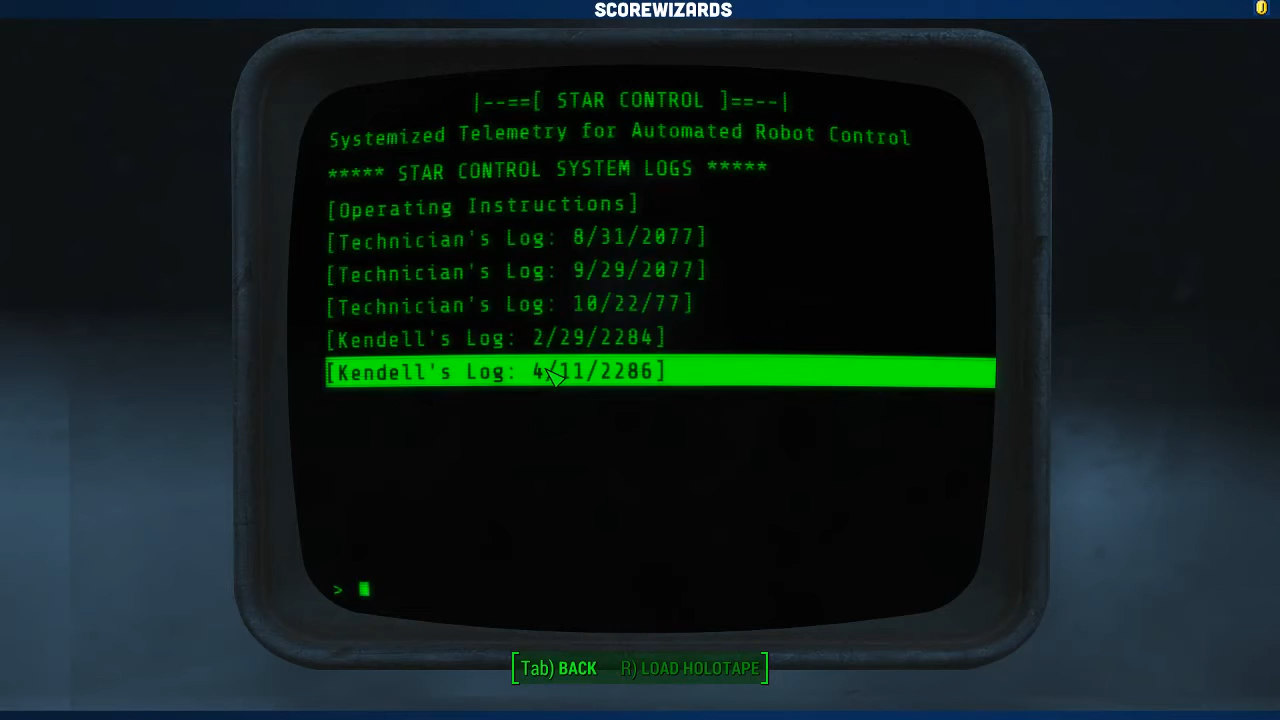 SCOREWIZARDS
|--==[ STAR CONTROL ]==--|
Systemized Telemetry for Automated Robot Control
***** STAR CONTROL SYSTEM LOGS *****
[Operating Instructions]
[Technician's Log: 8/31/2077]
[Technician's Log: 9/29/2077]
[Technician's Log: 10/22/77]
[Kendell's Log: 2/29/2284]
[Kendell's Log: 4/11/2286]
>
[Tab) BACK R) LOAD HOLOTAPE]